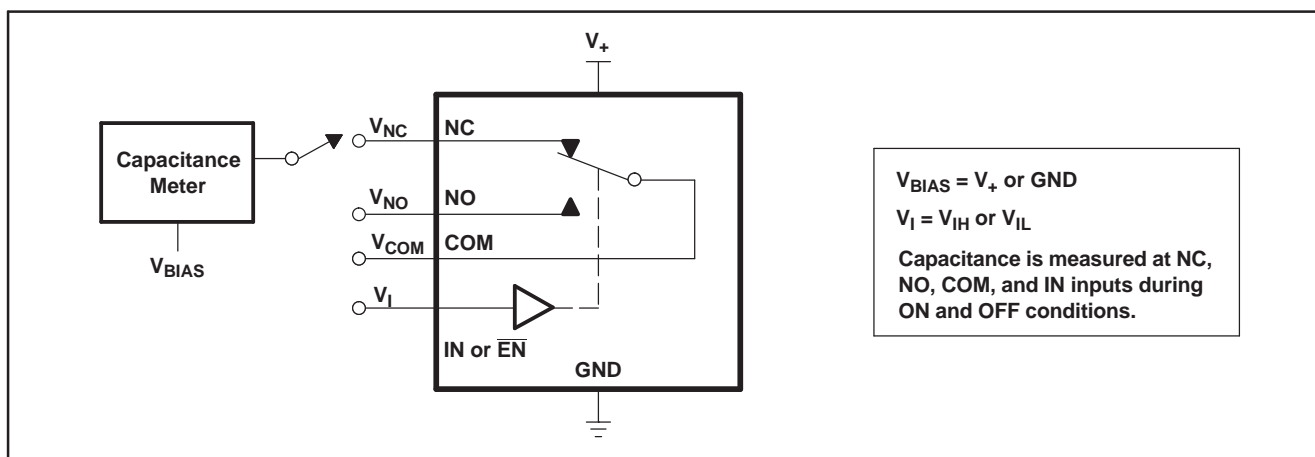 V+
Capacitance
Meter
VBIAS
VNC
NC
VNO
NO
VCOM
COM
VI
IN or E̅N̅
GND
VBIAS = V+ or GND
VI = VIH or VIL
Capacitance is measured at NC,
NO, COM, and IN inputs during
ON and OFF conditions.